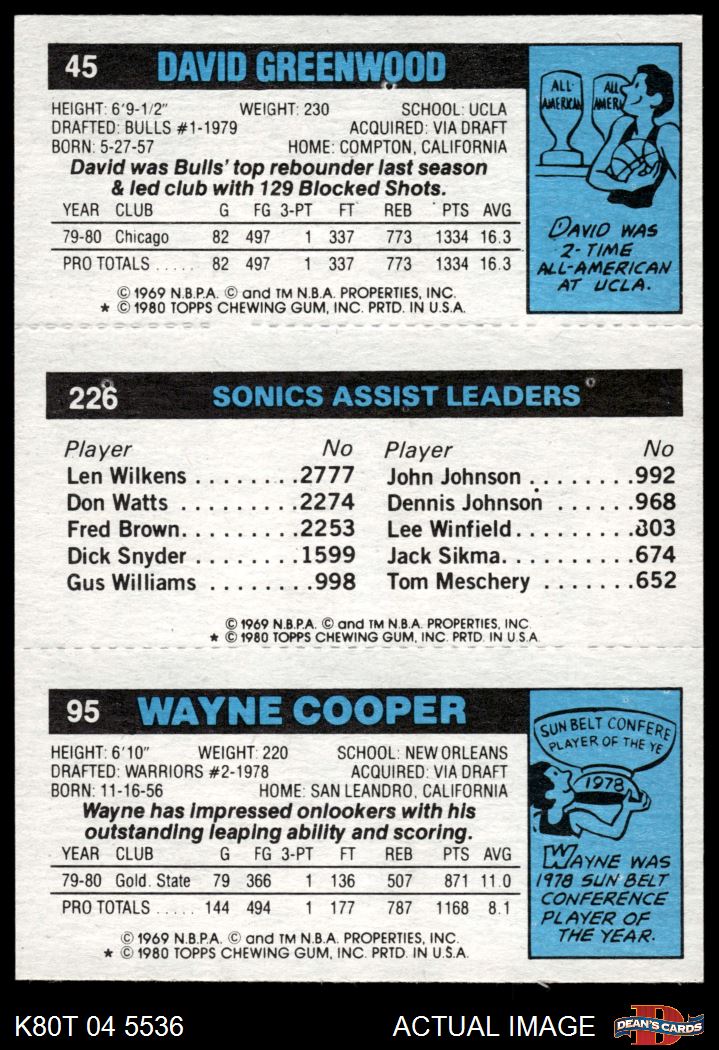 45 DAVID GREENWOOD
HEIGHT: 6'9-1/2" WEIGHT: 230 SCHOOL: UCLA
DRAFTED: BULLS #1-1979 ACQUIRED: VIA DRAFT
BORN: 5-27-57 HOME: COMPTON, CALIFORNIA
David was Bulls' top rebounder last season
& led club with 129 Blocked Shots.
YEAR CLUB G FG 3-PT FT REB PTS AVG
79-80 Chicago 82 497 1 337 773 1334 16.3
PRO TOTALS ..... 82 497 1 337 773 1334 16.3
© 1969 N.B.P.A. © and TM N.B.A. PROPERTIES, INC.
★ © 1980 TOPPS CHEWING GUM, INC. PRTD. IN U.S.A.
ALL- AMERICAN
ALL AMERI
DAVID WAS
2-TIME
ALL-AMERICAN
AT UCLA.
226 SONICS ASSIST LEADERS
Player No Player No
Len Wilkens ........2777 John Johnson ........992
Don Watts .........2274 Dennis Johnson .......968
Fred Brown..........2253 Lee Winfield..........303
Dick Snyder ........1599 Jack Sikma..........674
Gus Williams ........998 Tom Meschery .......652
© 1969 N.B.P.A. © and TM N.B.A. PROPERTIES, INC.
★ © 1980 TOPPS CHEWING GUM, INC. PRTD. IN U.S.A.
95 WAYNE COOPER
HEIGHT: 6'10" WEIGHT: 220 SCHOOL: NEW ORLEANS
DRAFTED: WARRIORS #2-1978 ACQUIRED: VIA DRAFT
BORN: 11-16-56 HOME: SAN LEANDRO, CALIFORNIA
Wayne has impressed onlookers with his
outstanding leaping ability and scoring.
YEAR CLUB G FG 3-PT FT REB PTS AVG
79-80 Gold. State 79 366 1 136 507 871 11.0
PRO TOTALS ..... 144 494 1 177 787 1168 8.1
© 1969 N.B.P.A. © and TM N.B.A. PROPERTIES, INC.
★ © 1980 TOPPS CHEWING GUM, INC. PRTD. IN U.S.A.
SUN BELT CONFERE
PLAYER OF THE YE
1978
WAYNE WAS
1978 SUN BELT
CONFERENCE
PLAYER OF
THE YEAR.
K80T 04 5536 ACTUAL IMAGE D DEAN'S CARDS